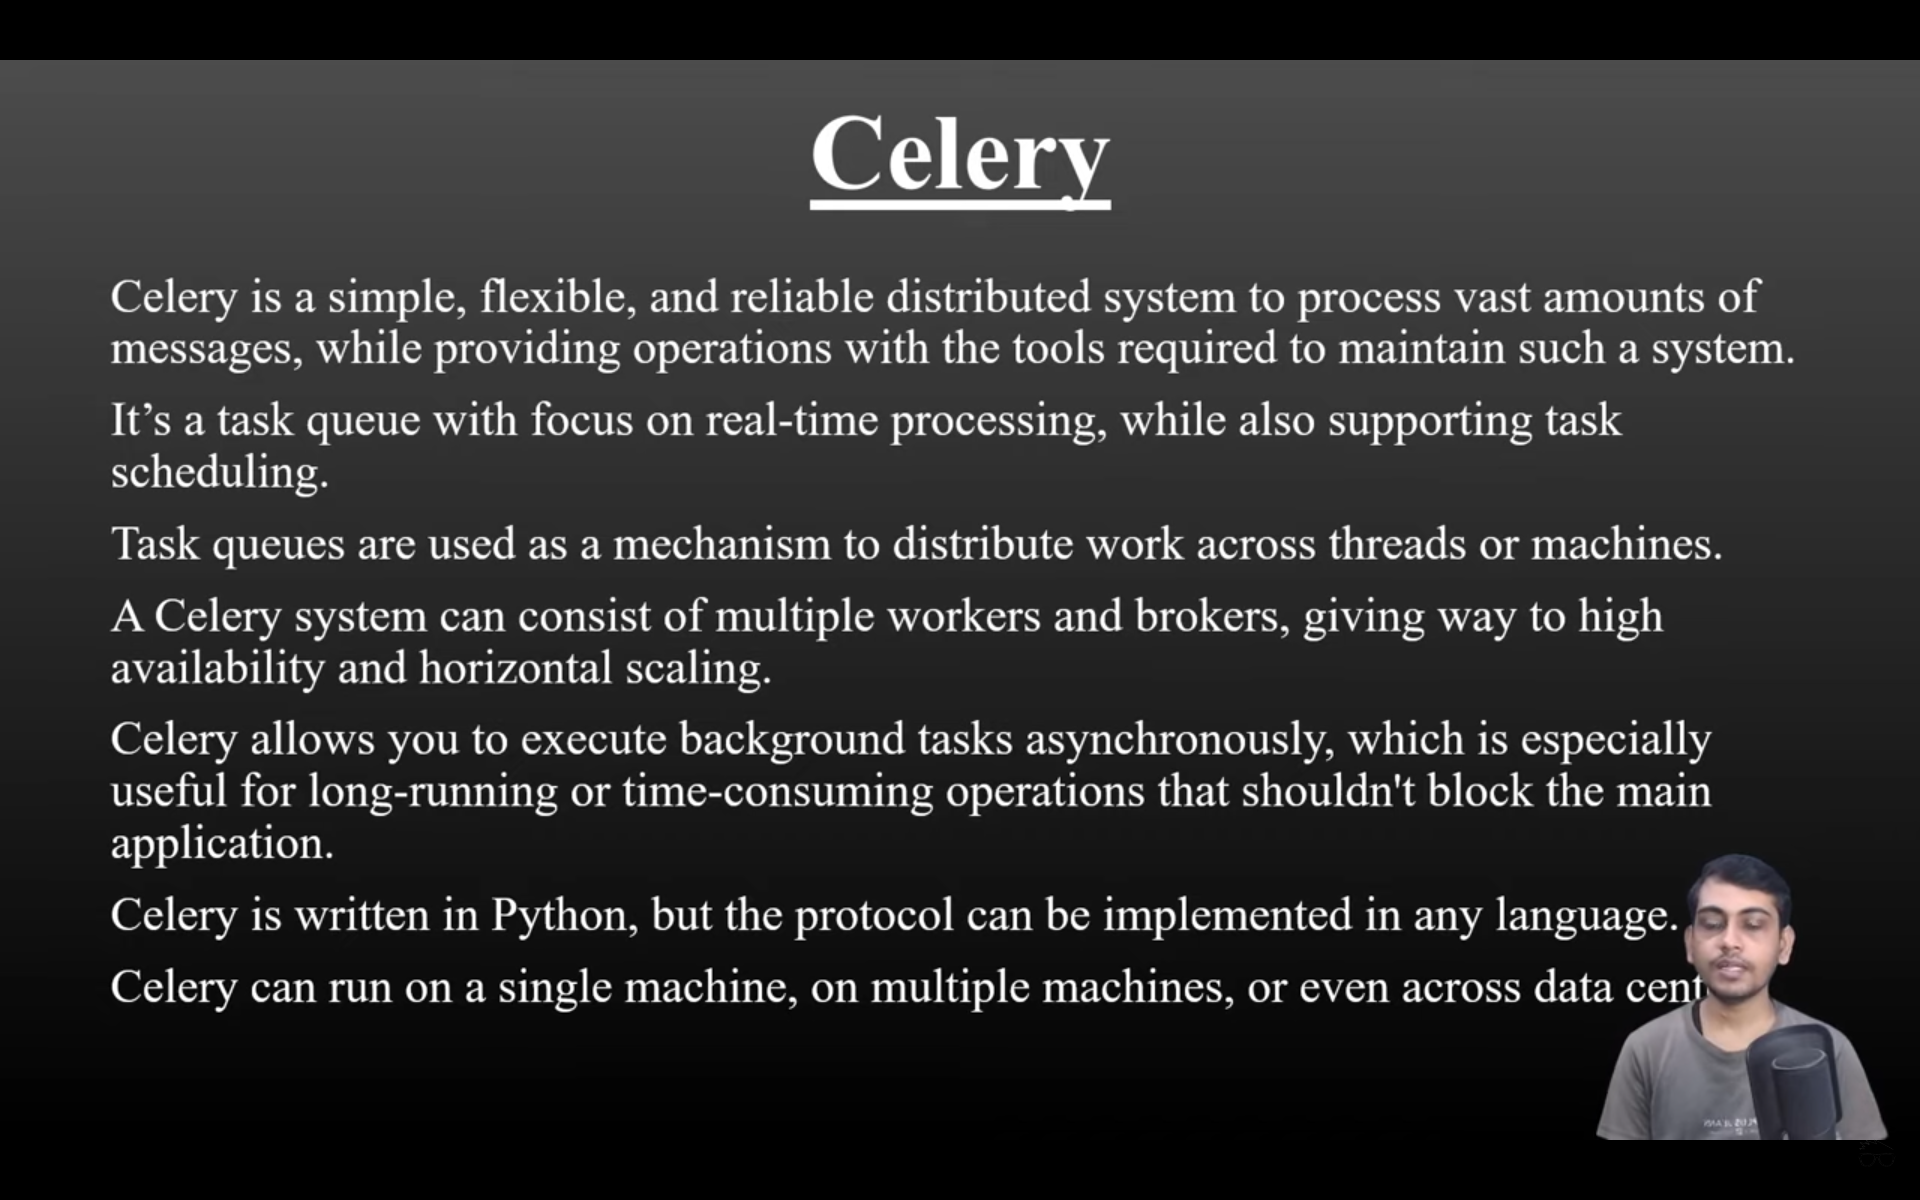 Celery
Celery is a simple, flexible, and reliable distributed system to process vast amounts of
messages, while providing operations with the tools required to maintain such a system.
It’s a task queue with focus on real-time processing, while also supporting task
scheduling.
Task queues are used as a mechanism to distribute work across threads or machines.
A Celery system can consist of multiple workers and brokers, giving way to high
availability and horizontal scaling.
Celery allows you to execute background tasks asynchronously, which is especially
useful for long-running or time-consuming operations that shouldn't block the main
application.
Celery is written in Python, but the protocol can be implemented in any language.
Celery can run on a single machine, on multiple machines, or even across data